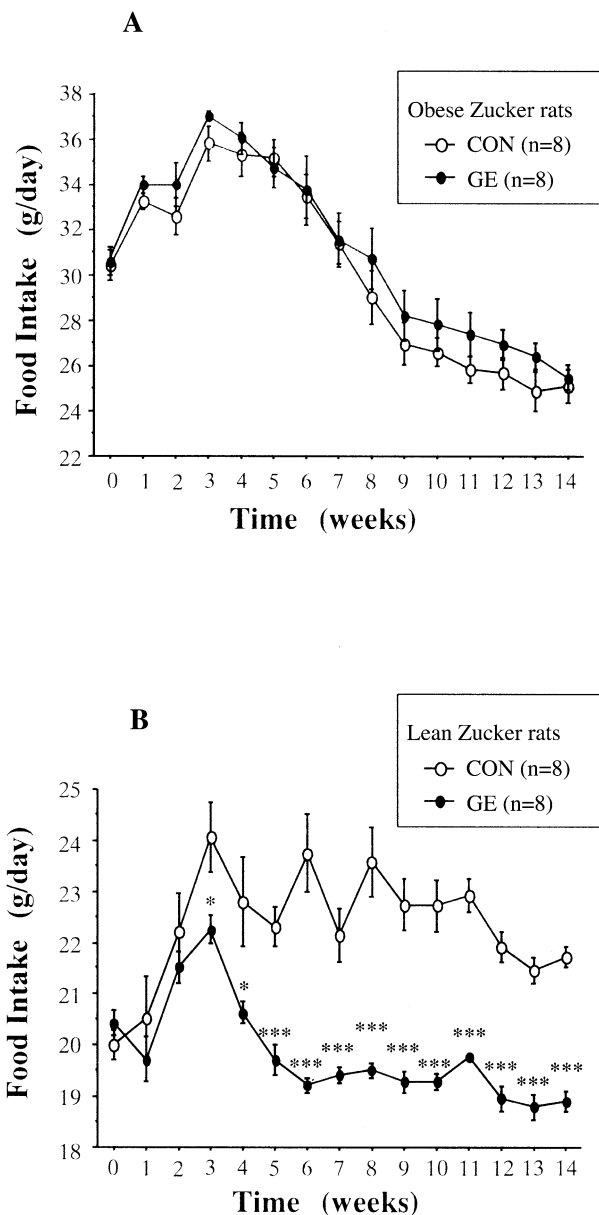 A
Obese Zucker rats
CON (n=8)
GE (n=8)
38
36
34
32
30
28
26
24
22
Food Intake (g/day)
0 1 2 3 4 5 6 7 8 9 10 11 12 13 14
Time (weeks)
B
Lean Zucker rats
CON (n=8)
GE (n=8)
25
24
23
22
21
20
19
18
Food Intake (g/day)
*
*
***
***
***
***
***
***
***
***
***
***
0 1 2 3 4 5 6 7 8 9 10 11 12 13 14
Time (weeks)